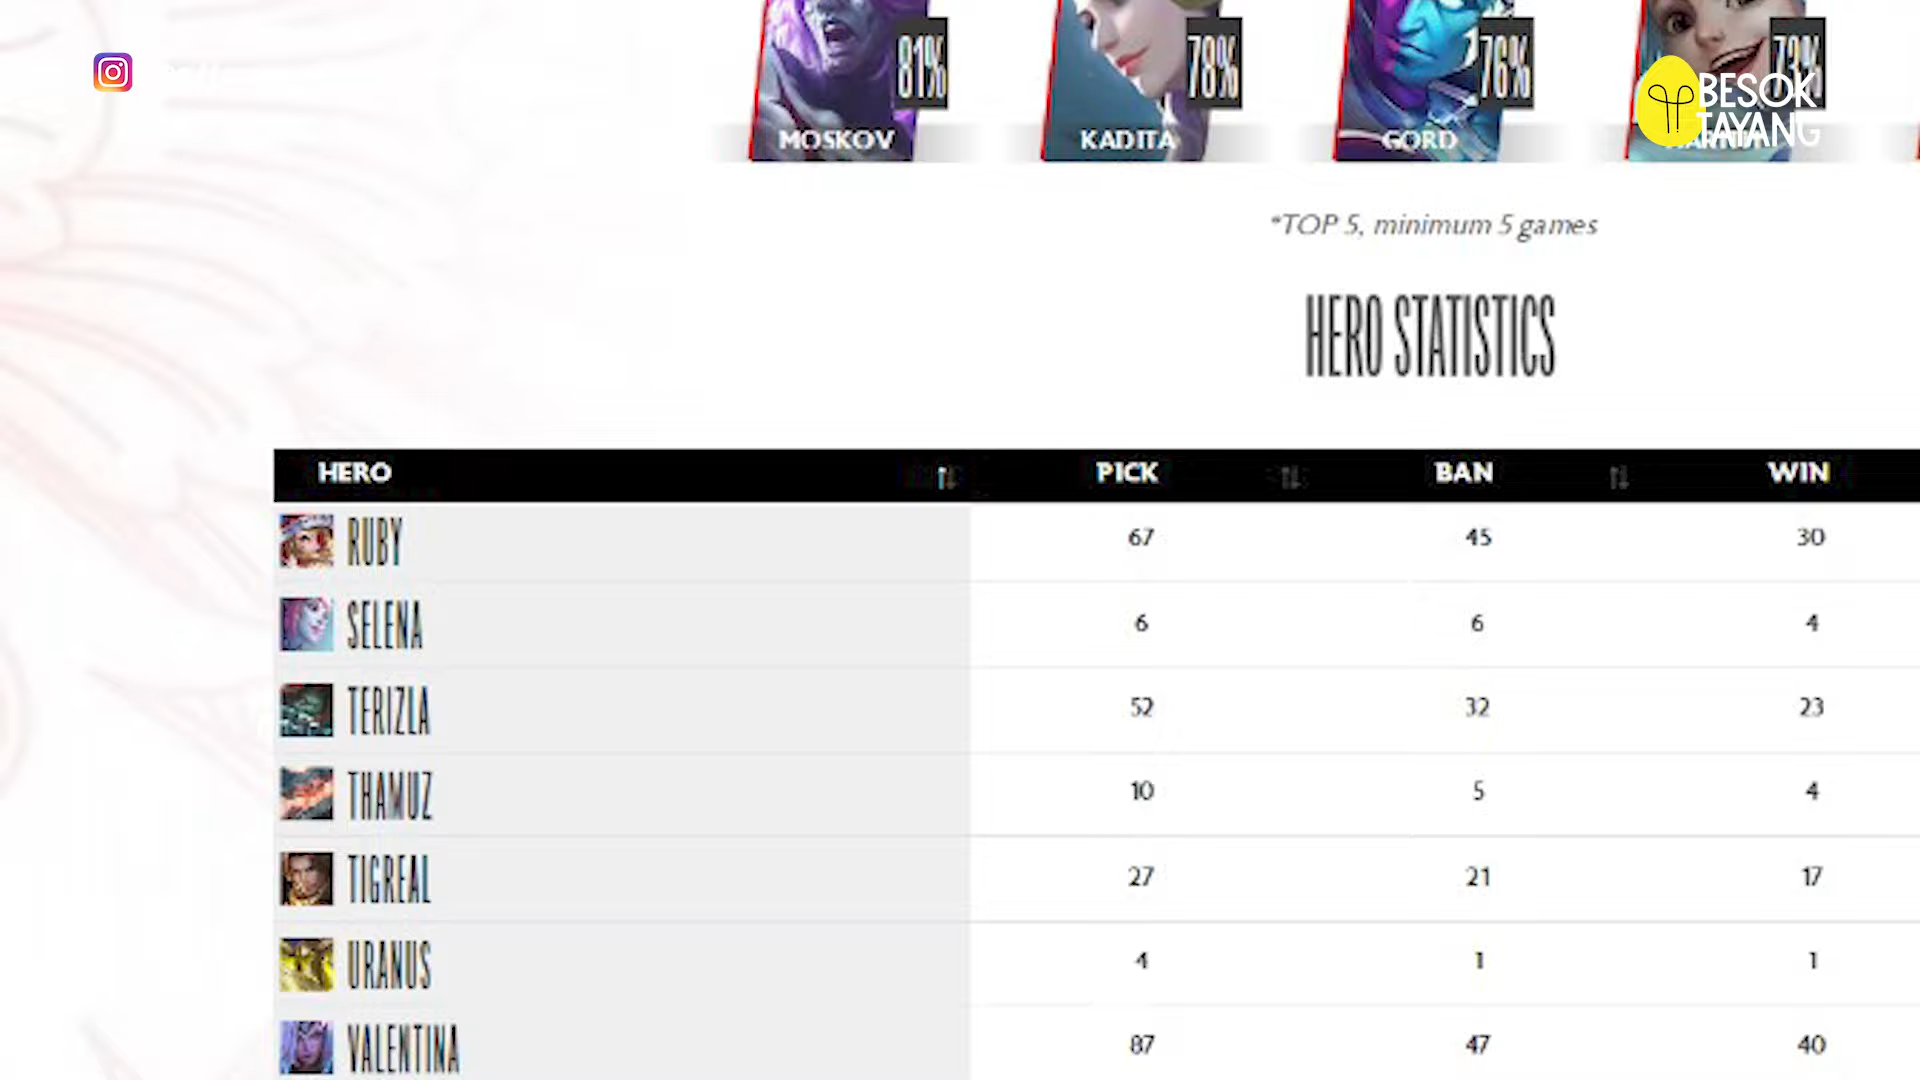 81% 78% 76% 73%
MOSKOV KADITA GORD
BESOK
TAYANG
*TOP 5, minimum 5 games
HERO STATISTICS
HERO PICK BAN WIN
RUBY 67 45 30
SELENA 6 6 4
TERIZLA 52 32 23
THAMUZ 10 5 4
TIGREAL 27 21 17
URANUS 4 1 1
VALENTINA 87 47 40